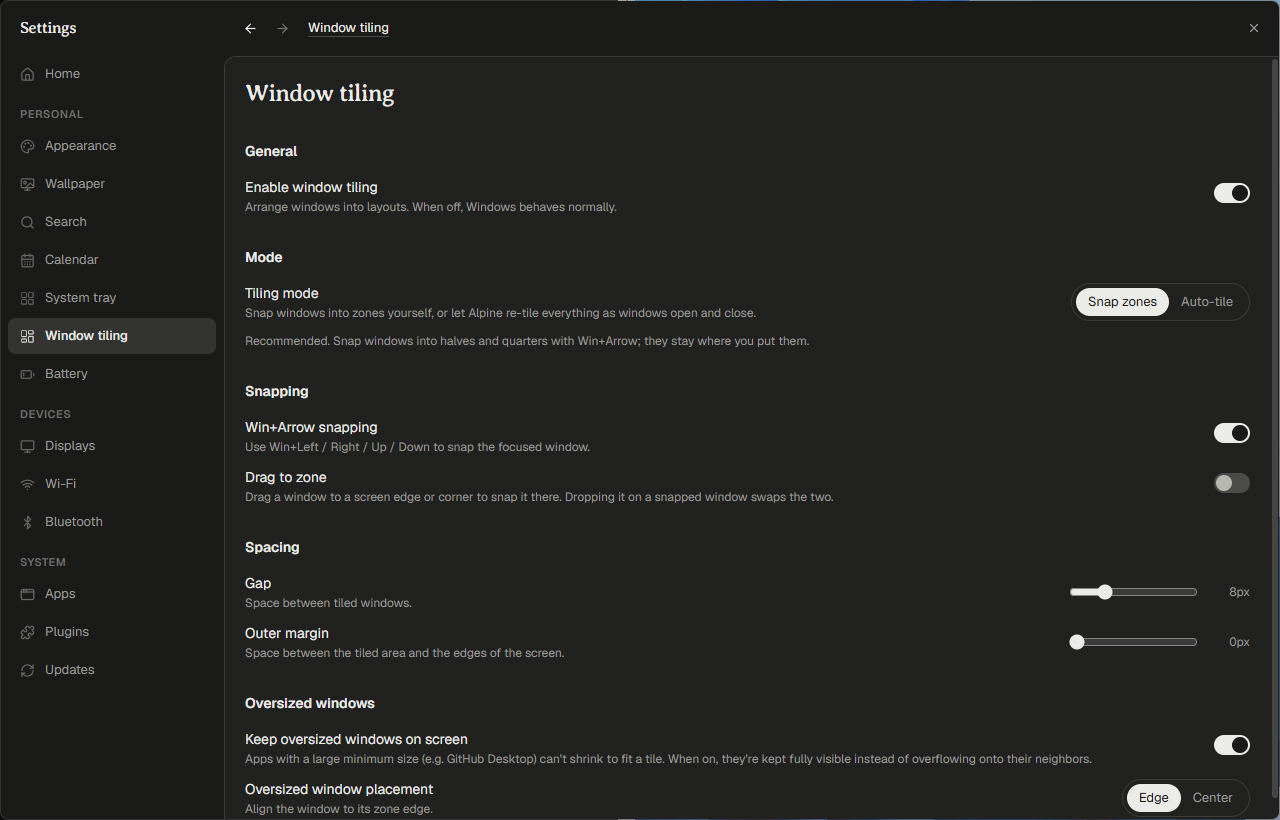 Settings
Window tiling
Home
PERSONAL
Appearance
Wallpaper
Search
Calendar
System tray
Window tiling
Battery
DEVICES
Displays
Wi-Fi
Bluetooth
SYSTEM
Apps
Plugins
Updates
Window tiling
General
Enable window tiling
Arrange windows into layouts. When off, Windows behaves normally.
Mode
Tiling mode
Snap windows into zones yourself, or let Alpine re-tile everything as windows open and close.
Snap zones Auto-tile
Recommended. Snap windows into halves and quarters with Win+Arrow; they stay where you put them.
Snapping
Win+Arrow snapping
Use Win+Left / Right / Up / Down to snap the focused window.
Drag to zone
Drag a window to a screen edge or corner to snap it there. Dropping it on a snapped window swaps the two.
Spacing
Gap
Space between tiled windows.
8px
Outer margin
Space between the tiled area and the edges of the screen.
0px
Oversized windows
Keep oversized windows on screen
Apps with a large minimum size (e.g. GitHub Desktop) can't shrink to fit a tile. When on, they're kept fully visible instead of overflowing onto their neighbors.
Oversized window placement
Align the window to its zone edge.
Edge Center